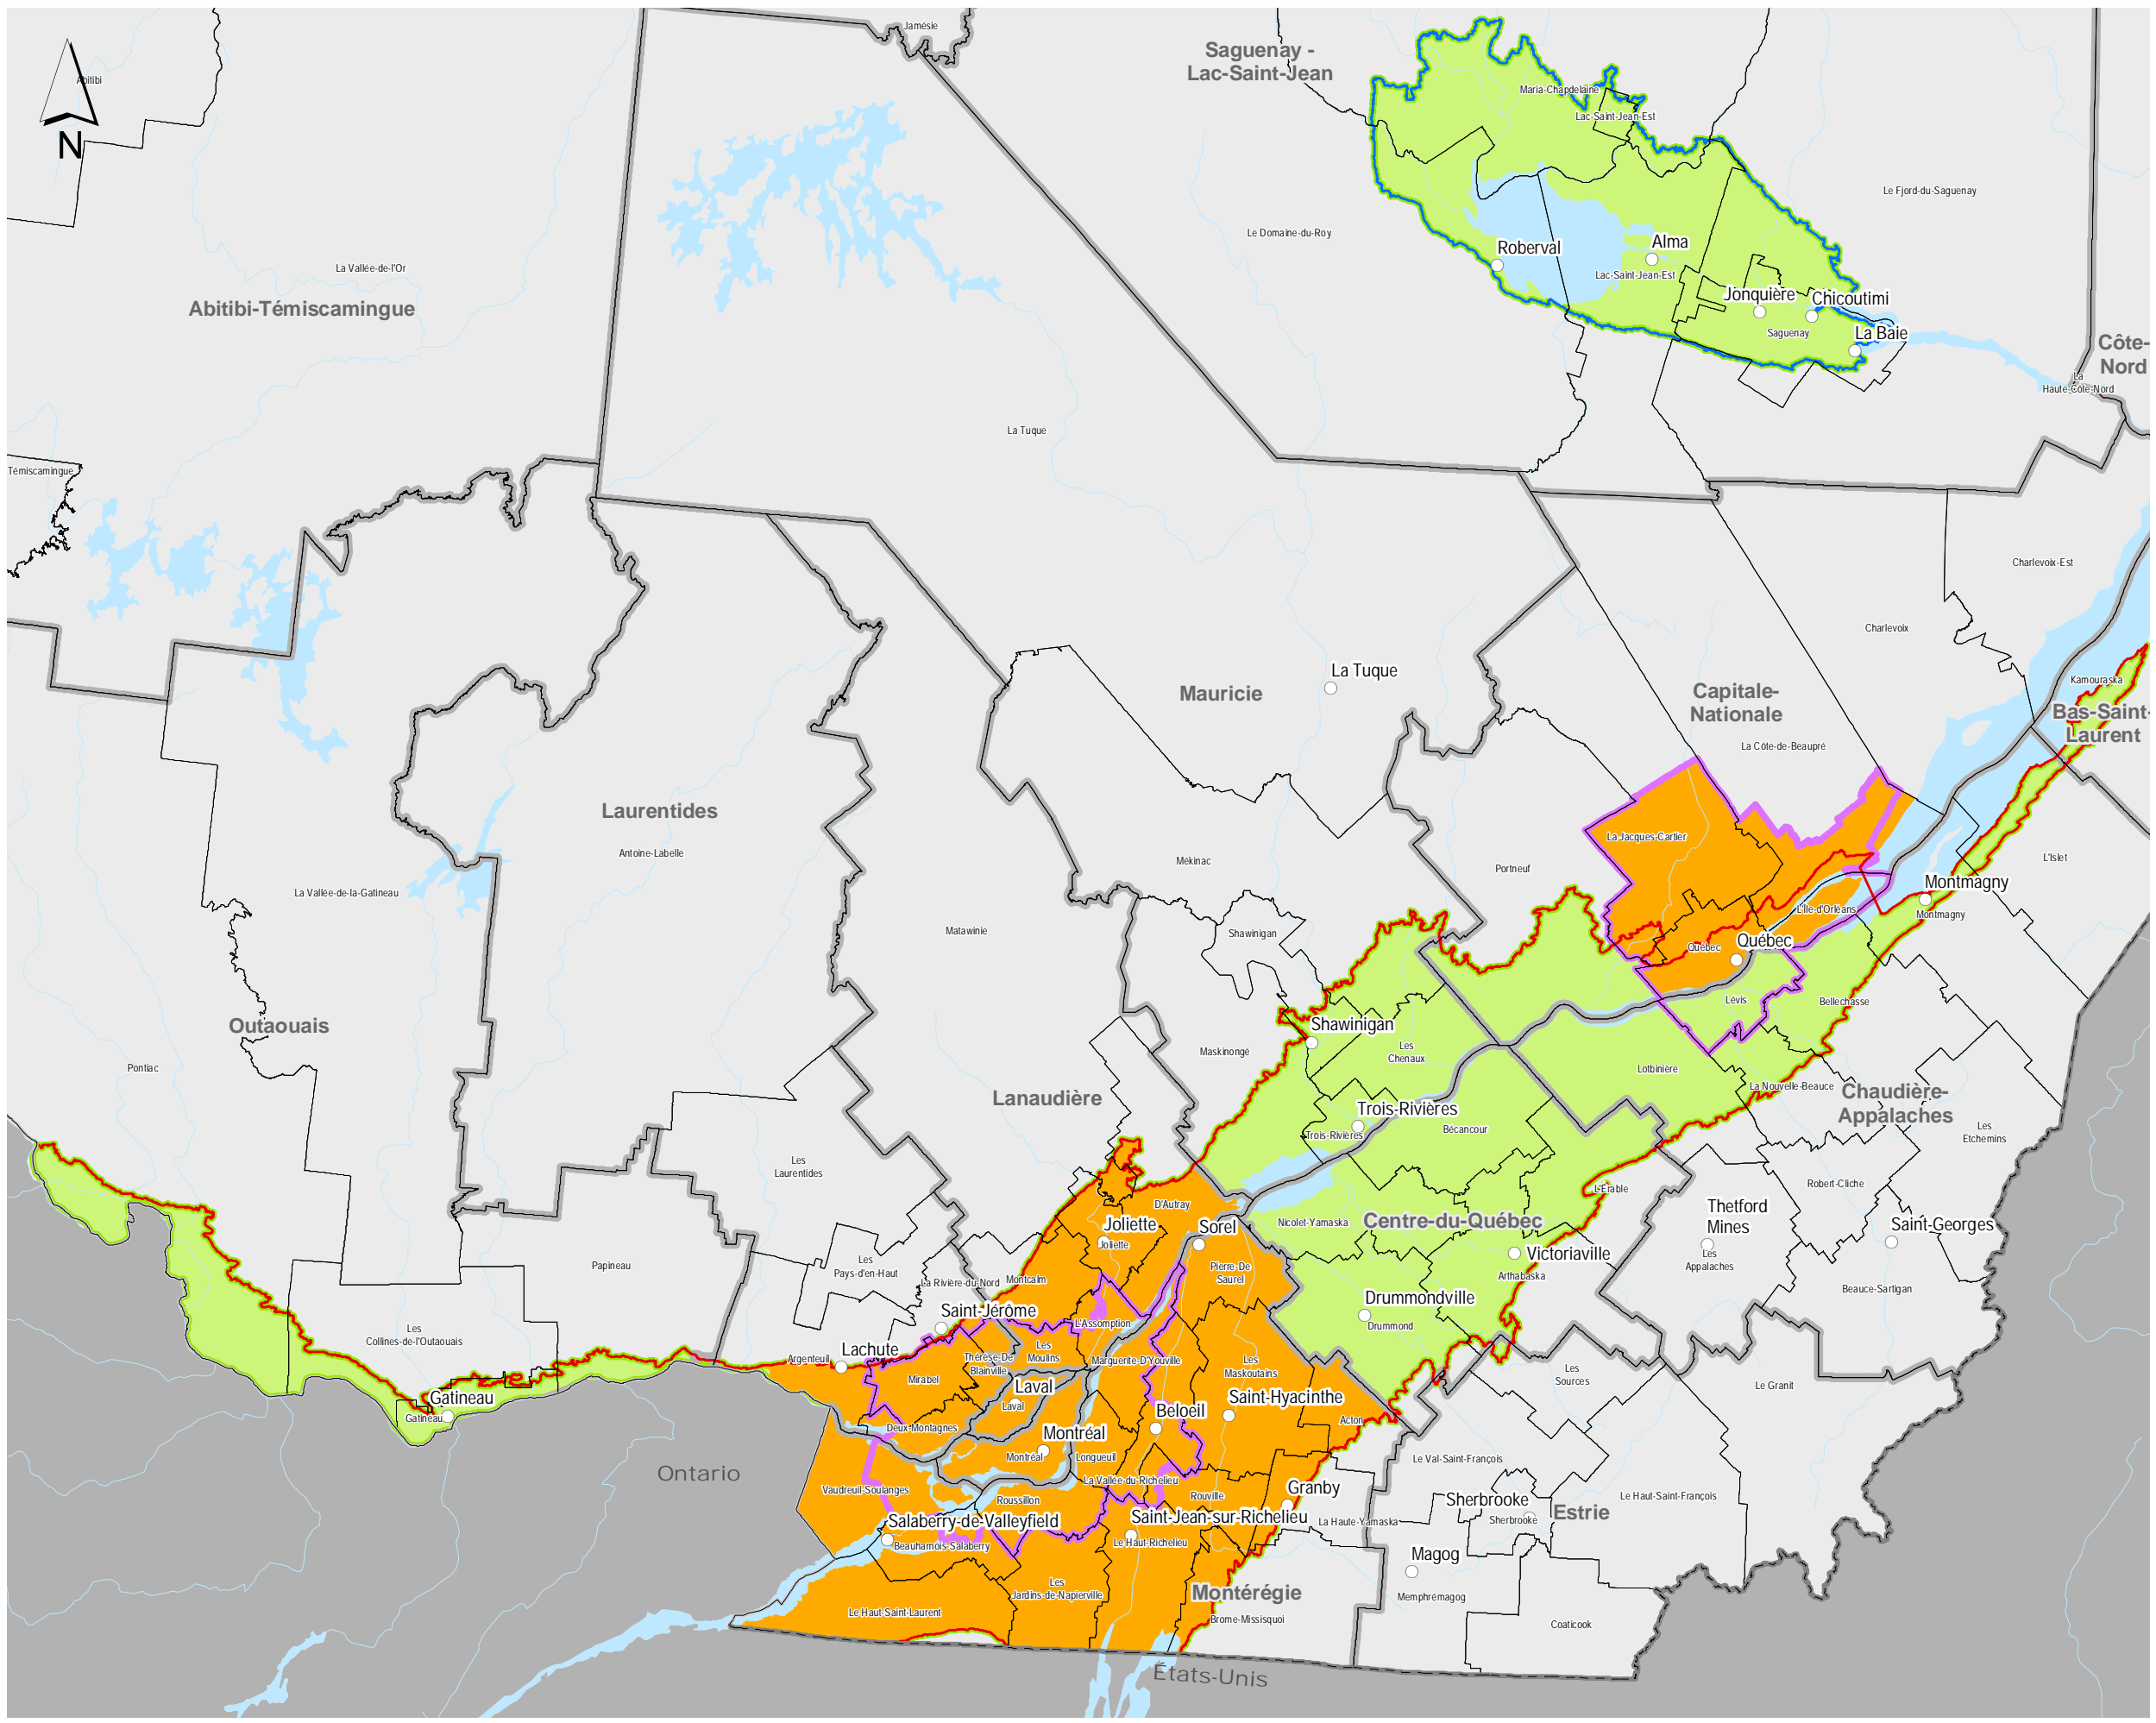 Jamésie
Saguenay -
Lac-Saint-Jean
Abitibi
N
Maria-Chapdelaine
Lac-Saint-Jean-Est
Le Fjord-du-Saguenay
Le Domaine-du-Roy
Roberval
Alma
Lac-Saint-Jean-Est
La Vallée-de-l'Or
Abitibi-Témiscamingue
Jonquière
Chicoutimi
Saguenay
La Baie
Côte-
Nord
La
Haute-Côte-Nord
La Tuque
Témiscamingue
Charlevoix-Est
Charlevoix
La Tuque
Mauricie
Capitale-
Nationale
Kamouraska
Bas-Saint-
Laurent
La Côte-de-Beaupré
Laurentides
Antoine-Labelle
La Jacques-Cartier
Mékinac
Portneuf
L'Islet
La Vallée-de-la-Gatineau
Montmagny
Montmagny
L'Île-d'Orléans
Matawinie
Shawinigan
Québec
Québec
Lévis
Bellechasse
Outaouais
Shawinigan
Maskinongé
Les
Chenaux
Pontiac
Lotbinière
La Nouvelle-Beauce
Chaudière-
Appalaches
Lanaudière
Trois-Rivières
Trois-Rivières
Bécancour
Les
Etchemins
Les
Laurentides
D'Autray
L'Érable
Robert-Cliche
Thetford
Mines
Les
Appalaches
Saint-Georges
Joliette
Joliette
Sorel
Nicolet-Yamaska
Centre-du-Québec
Victoriaville
Arthabaska
Papineau
Les
Pays-d'en-Haut
La Rivière-du-Nord
Montcalm
Pierre-De
Saurel
Beauce-Sartigan
Saint-Jérôme
L'Assomption
Drummondville
Drummond
Les
Collines-de-l'Outaouais
Argenteuil
Lachute
Thérèse-De
Blainville
Les
Moulins
Marguerite-D'Youville
Les
Maskoutains
Mirabel
Les
Sources
Le Granit
Gatineau
Gatineau
Laval
Laval
Saint-Hyacinthe
Beloeil
Acton
Deux-Montagnes
Montréal
Montréal
Longueuil
Le Val-Saint-François
Ontario
La Vallée-du-Richelieu
Vaudreuil-Soulanges
Roussillon
Rouville
Granby
Le Haut-Saint-François
Sherbrooke
Sherbrooke
Estrie
Salaberry-de-Valleyfield
Beauharnois-Salaberry
Saint-Jean-sur-Richelieu
Le Haut-Richelieu
La Haute-Yamaska
Magog
Memphrémagog
Les
Jardins-de-Napierville
Montérégie
Le Haut-Saint-Laurent
Brome-Missisquoi
Coaticook
États-Unis